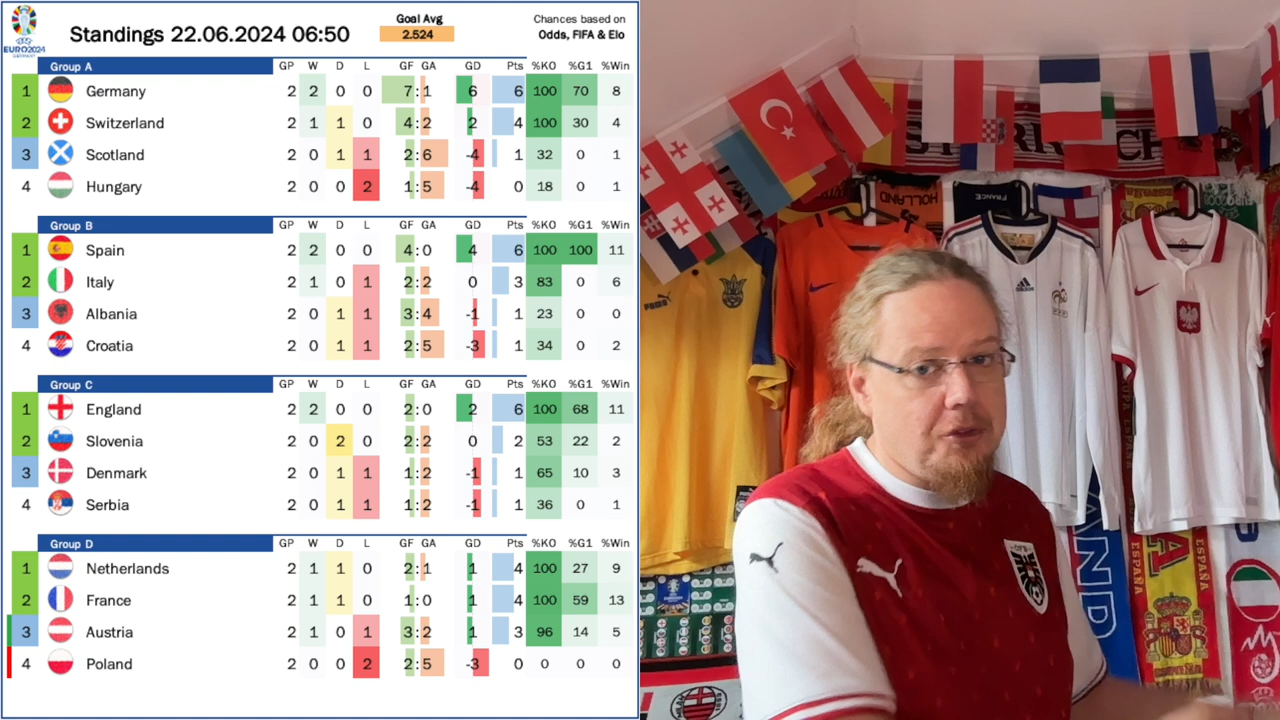 EURO2024
GERMANY
Standings 22.06.2024 06:50
Goal Avg
2.524
Chances based on
Odds, FIFA & Elo
Group A GP W D L GF GA GD Pts %KO %G1 %Win
1 Germany 2 2 0 0 7:1 6 6 100 70 8
2 Switzerland 2 1 1 0 4:2 2 4 100 30 4
3 Scotland 2 0 1 1 2:6 -4 1 32 0 1
4 Hungary 2 0 0 2 1:5 -4 0 18 0 1
Group B GP W D L GF GA GD Pts %KO %G1 %Win
1 Spain 2 2 0 0 4:0 4 6 100 100 11
2 Italy 2 1 0 1 2:2 0 3 83 0 6
3 Albania 2 0 1 1 3:4 -1 1 23 0 0
4 Croatia 2 0 1 1 2:5 -3 1 34 0 2
Group C GP W D L GF GA GD Pts %KO %G1 %Win
1 England 2 2 0 0 2:0 2 6 100 68 11
2 Slovenia 2 0 2 0 2:2 0 2 53 22 2
3 Denmark 2 0 1 1 1:2 -1 1 65 10 3
4 Serbia 2 0 1 1 1:2 -1 1 36 0 1
Group D GP W D L GF GA GD Pts %KO %G1 %Win
1 Netherlands 2 1 1 0 2:1 1 4 100 27 9
2 France 2 1 1 0 1:0 1 4 100 59 13
3 Austria 2 1 0 1 3:2 1 3 96 14 5
4 Poland 2 0 0 2 2:5 -3 0 0 0 0
HOLLAND
FRANCE
PUMA
adidas
ESPAÑA
ESPAÑA
MILAN